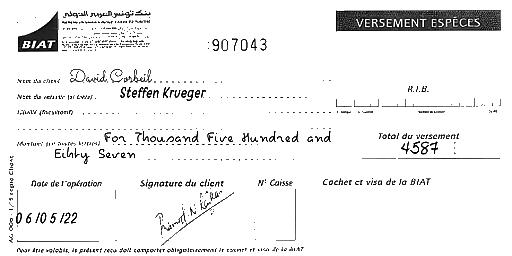 بنك تونس العربي الدولي
BIAT
VERSEMENT ESPÈCES
907043
Nom du client David Corbeil
Nom du verseur (si tiers) Steffen Krueger
R.I.B.
Libellé (facultatif)
Montant (en toutes lettres) For Thousand Five Hundred and
Eihty Seven
Total du versement
4587
Date de l'opération Signature du client N° Caisse Cachet et visa de la BIAT
06/05/22
Pour être valable, le présent reçu doit comporter obligatoirement le cachet et visa de la BIAT